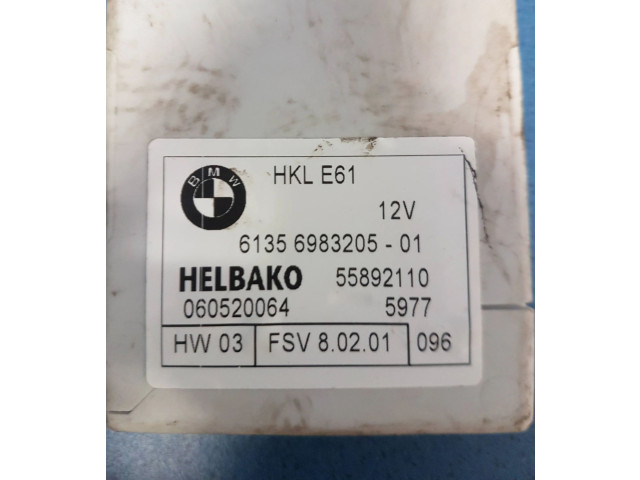 BMW
HKL E61
12V
6135 6983205 - 01
HELBAKO 55892110
060520064 5977
HW 03 FSV 8.02.01 096